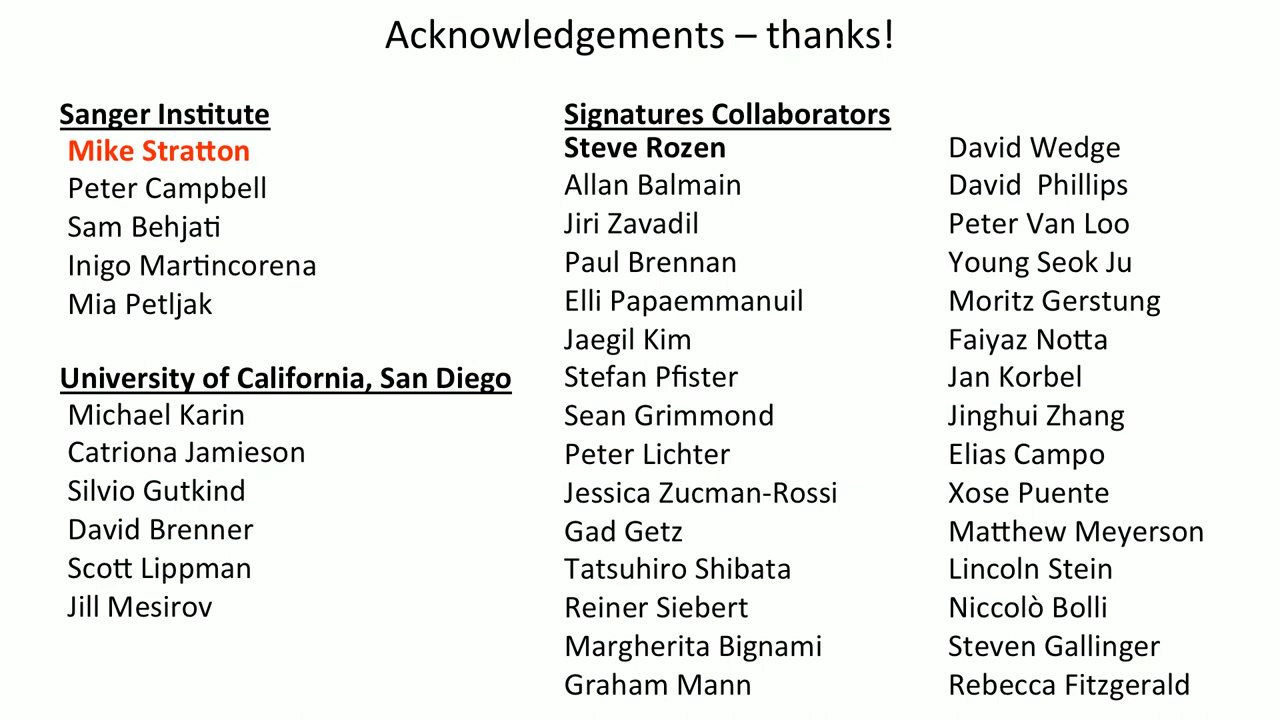 Acknowledgements – thanks!
Sanger Institute
Mike Stratton
Peter Campbell
Sam Behjati
Inigo Martincorena
Mia Petljak
University of California, San Diego
Michael Karin
Catriona Jamieson
Silvio Gutkind
David Brenner
Scott Lippman
Jill Mesirov
Signatures Collaborators
Steve Rozen
Allan Balmain
Jiri Zavadil
Paul Brennan
Elli Papaemmanuil
Jaegil Kim
Stefan Pfister
Sean Grimmond
Peter Lichter
Jessica Zucman-Rossi
Gad Getz
Tatsuhiro Shibata
Reiner Siebert
Margherita Bignami
Graham Mann
David Wedge
David  Phillips
Peter Van Loo
Young Seok Ju
Moritz Gerstung
Faiyaz Notta
Jan Korbel
Jinghui Zhang
Elias Campo
Xose Puente
Matthew Meyerson
Lincoln Stein
Niccolò Bolli
Steven Gallinger
Rebecca Fitzgerald